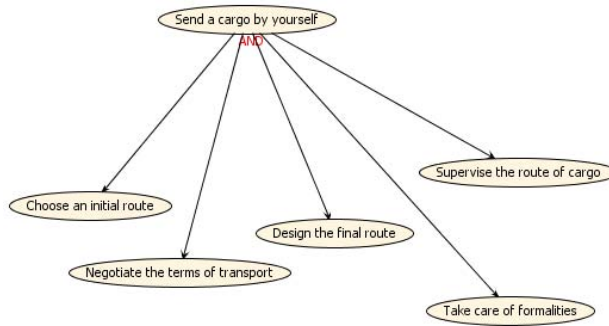 Send a cargo by yourself
AND
Supervise the route of cargo
Choose an initial route
Design the final route
Negotiate the terms of transport
Take care of formalities